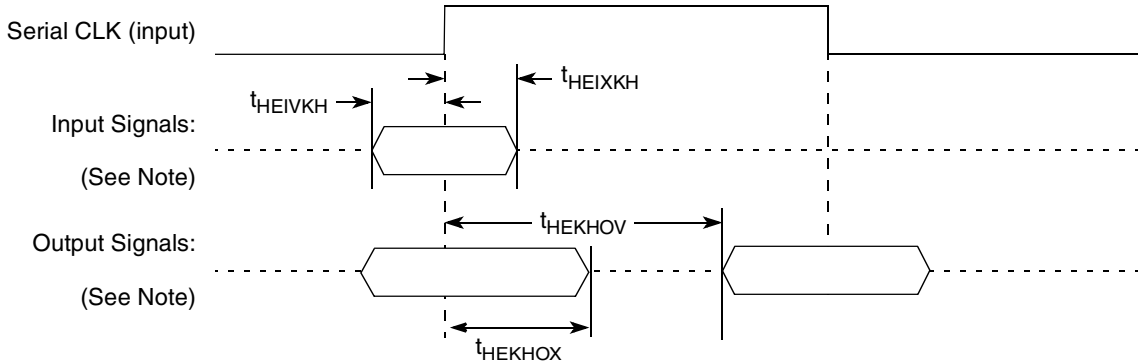 Serial CLK (input)
tHEIXKH
tHEIVKH
Input Signals:
(See Note)
tHEKHOV
Output Signals:
(See Note)
tHEKHOX